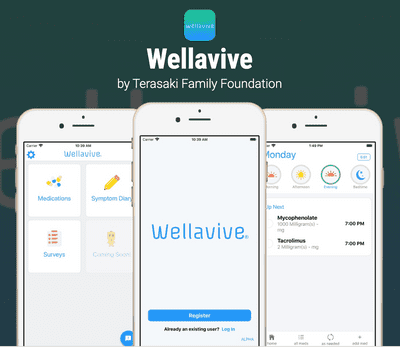 wellavive
Wellavive
by Terasaki Family Foundation
Carrier
10:39 AM
Wellavive®
Medications
Symptom Diary
Surveys
Coming Soon
Carrier
10:39 AM
Wellavive®
Register
Already an existing user? Log In
ALPHA
Carrier
1:45 PM
Monday
Edit
Morning
Afternoon
Evening
Bedtime
Up Next
Mycophenolate
1000 Milligram(s) - mg
7:00 PM
Tacrolimus
2 Milligram(s) - mg
7:00 PM
home
all meds
as needed
add med